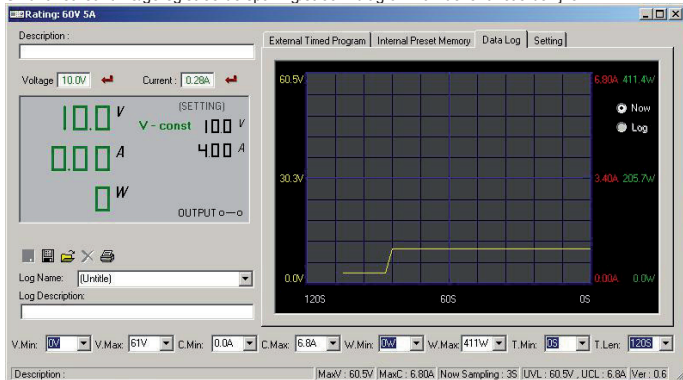 Rating: 60V 5A
Description :
External Timed Program Internal Preset Memory Data Log Setting
Voltage 10.0V Current : 0.28A
(SETTING)
10.0 V V - const 10.0 V
0.00 A 4.00 A
0 W
OUTPUT
60.5V 6.80A 411.4W
Now
Log
30.3V 3.40A 205.7W
0.0V 0.00A 0.0W
120S 60S 0S
Log Name: (Untitle)
Log Description:
V.Min: 0V V.Max: 61V C.Min: 0.0A C.Max: 6.8A W.Min: 0W W.Max: 411W T.Min: 0S T.Len: 120S
Description : MaxV : 60.5V MaxC : 6.80A Now Sampling : 3S UVL : 60.5V , UCL : 6.8A Ver : 0.6